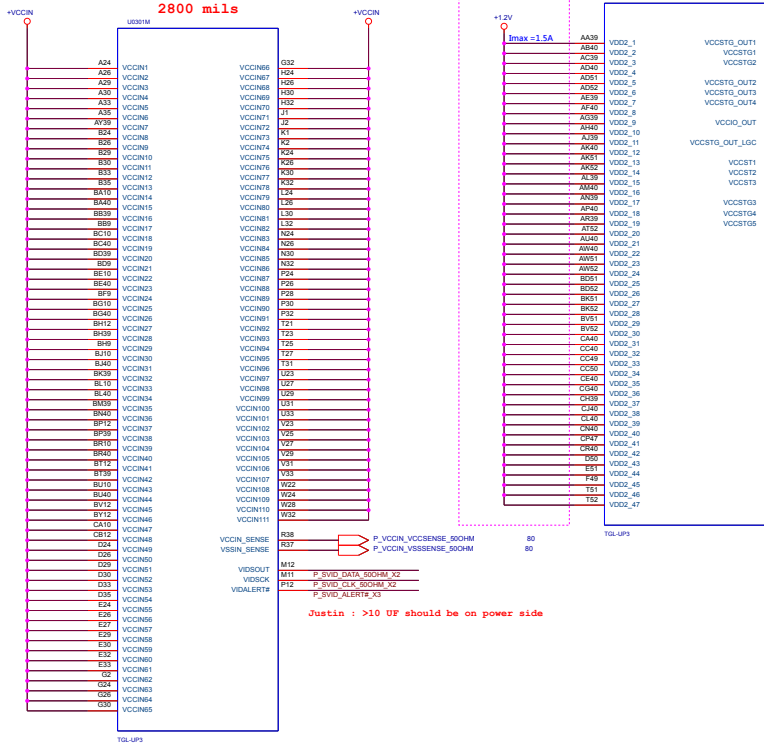 2800 mils
+VCCIN
U0301M
+VCCIN
A24 VCCIN1
A26 VCCIN2
A29 VCCIN3
A30 VCCIN4
A33 VCCIN5
A35 VCCIN6
AY39 VCCIN7
B24 VCCIN8
B26 VCCIN9
B29 VCCIN10
B30 VCCIN11
B33 VCCIN12
B35 VCCIN13
BA10 VCCIN14
BA40 VCCIN15
BB39 VCCIN16
BB9 VCCIN17
BC10 VCCIN18
BC40 VCCIN19
BD39 VCCIN20
BD9 VCCIN21
BE10 VCCIN22
BE40 VCCIN23
BF9 VCCIN24
BG10 VCCIN25
BG40 VCCIN26
BH12 VCCIN27
BH39 VCCIN28
BH9 VCCIN29
BJ10 VCCIN30
BJ40 VCCIN31
BK39 VCCIN32
BL10 VCCIN33
BL40 VCCIN34
BM39 VCCIN35
BN40 VCCIN36
BP12 VCCIN37
BP39 VCCIN38
BR10 VCCIN39
BR40 VCCIN40
BT12 VCCIN41
BT39 VCCIN42
BU10 VCCIN43
BU40 VCCIN44
BV12 VCCIN45
BY12 VCCIN46
CA10 VCCIN47
CB12 VCCIN48
D24 VCCIN49
D26 VCCIN50
D29 VCCIN51
D30 VCCIN52
D33 VCCIN53
D35 VCCIN54
E24 VCCIN55
E26 VCCIN56
E27 VCCIN57
E29 VCCIN58
E30 VCCIN59
E32 VCCIN60
E33 VCCIN61
G2 VCCIN62
G24 VCCIN63
G26 VCCIN64
G30 VCCIN65
VCCIN66 G32
VCCIN67 H24
VCCIN68 H26
VCCIN69 H30
VCCIN70 H32
VCCIN71 J1
VCCIN72 J2
VCCIN73 K1
VCCIN74 K2
VCCIN75 K24
VCCIN76 K26
VCCIN77 K30
VCCIN78 K32
VCCIN79 L24
VCCIN80 L26
VCCIN81 L30
VCCIN82 L32
VCCIN83 N24
VCCIN84 N26
VCCIN85 N30
VCCIN86 N32
VCCIN87 P24
VCCIN88 P26
VCCIN89 P28
VCCIN90 P30
VCCIN91 P32
VCCIN92 T21
VCCIN93 T23
VCCIN94 T25
VCCIN95 T27
VCCIN96 T31
VCCIN97 U23
VCCIN98 U27
VCCIN99 U29
VCCIN100 U31
VCCIN101 U33
VCCIN102 V23
VCCIN103 V25
VCCIN104 V27
VCCIN105 V29
VCCIN106 V31
VCCIN107 V33
VCCIN108 W22
VCCIN109 W24
VCCIN110 W28
VCCIN111 W32
VCCIN_SENSE R38 P_VCCIN_VCCSENSE_50OHM 80
VSSIN_SENSE R37 P_VCCIN_VSSSENSE_50OHM 80
VIDSOUT M12 P_SVID_DATA_50OHM_X2
VIDSCK M11 P_SVID_CLK_50OHM_X2
VIDALERT# P12 P_SVID_ALERT#_X3
Justin : >10 UF should be on power side
TGL-UP3
+1.2V
Imax =1.5A
AA39 VDD2_1
AB40 VDD2_2
AC39 VDD2_3
AD40 VDD2_4
AD51 VDD2_5
AD52 VDD2_6
AE39 VDD2_7
AF40 VDD2_8
AG39 VDD2_9
AH40 VDD2_10
AJ39 VDD2_11
AK40 VDD2_12
AK51 VDD2_13
AK52 VDD2_14
AL39 VDD2_15
AM40 VDD2_16
AN39 VDD2_17
AP40 VDD2_18
AR39 VDD2_19
AT52 VDD2_20
AU40 VDD2_21
AW40 VDD2_22
AW51 VDD2_23
AW52 VDD2_24
BD51 VDD2_25
BD52 VDD2_26
BK51 VDD2_27
BK52 VDD2_28
BV51 VDD2_29
BV52 VDD2_30
CA40 VDD2_31
CC40 VDD2_32
CC49 VDD2_33
CC50 VDD2_34
CE40 VDD2_35
CG40 VDD2_36
CH39 VDD2_37
CJ40 VDD2_38
CL40 VDD2_39
CN40 VDD2_40
CP47 VDD2_41
CR40 VDD2_42
D50 VDD2_43
E51 VDD2_44
F49 VDD2_45
T51 VDD2_46
T52 VDD2_47
VCCSTG_OUT1
VCCSTG1
VCCSTG2
VCCSTG_OUT2
VCCSTG_OUT3
VCCSTG_OUT4
VCCIO_OUT
VCCSTG_OUT_LGC
VCCST1
VCCST2
VCCST3
VCCSTG3
VCCSTG4
VCCSTG5
TGL-UP3